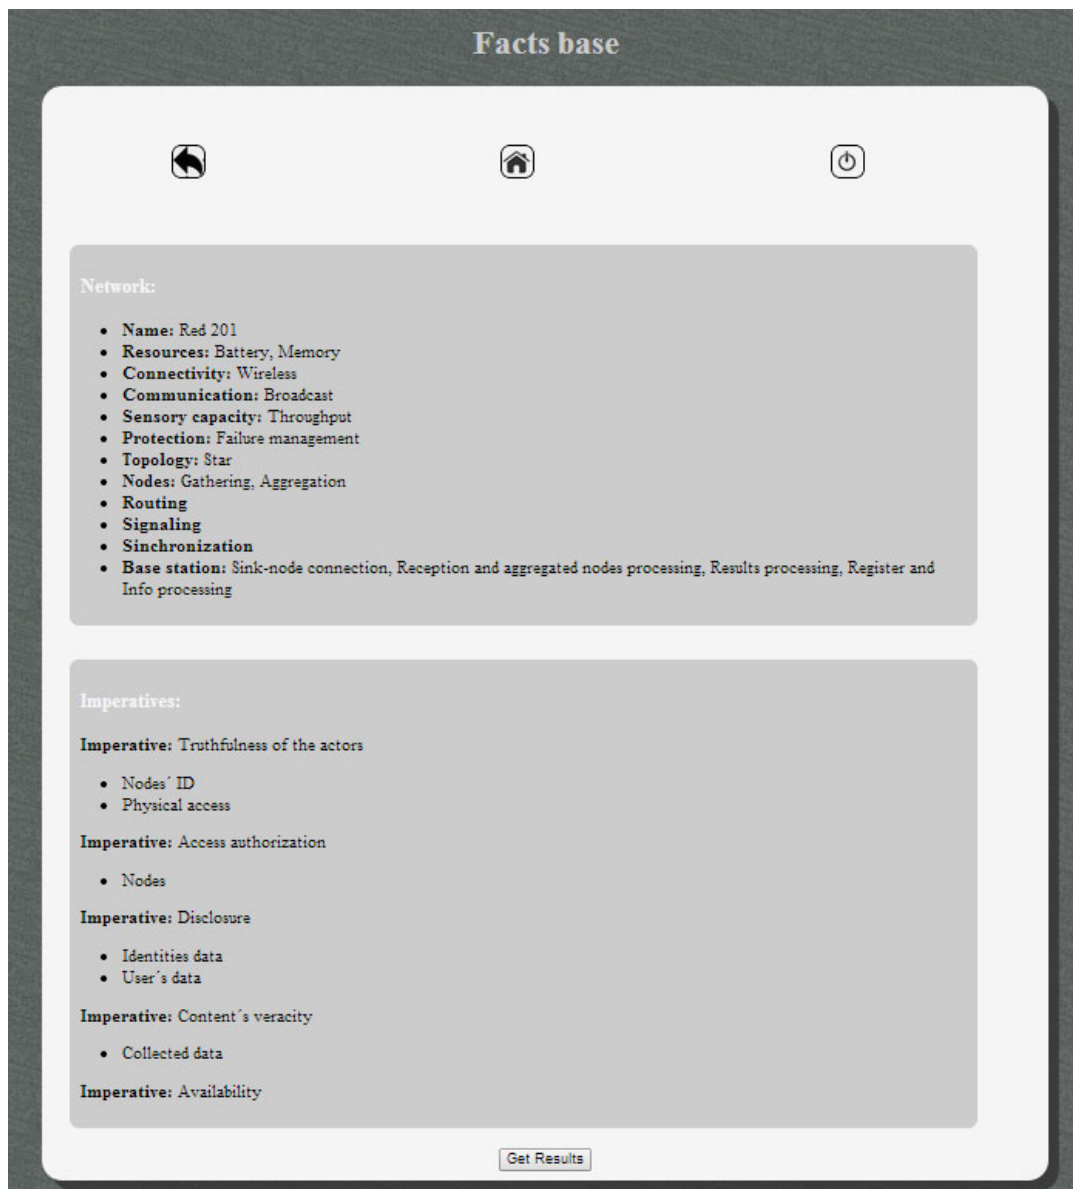 Facts base
Network:
Name: Red 201
Resources: Battery, Memory
Connectivity: Wireless
Communication: Broadcast
Sensory capacity: Throughput
Protection: Failure management
Topology: Star
Nodes: Gathering, Aggregation
Routing
Signaling
Sinchronization
Base station: Sink-node connection, Reception and aggregated nodes processing, Results processing, Register and
Info processing
Imperatives:
Imperative: Truthfulness of the actors
Nodes´ ID
Physical access
Imperative: Access authorization
Nodes
Imperative: Disclosure
Identities data
User´s data
Imperative: Content´s veracity
Collected data
Imperative: Availability
Get Results